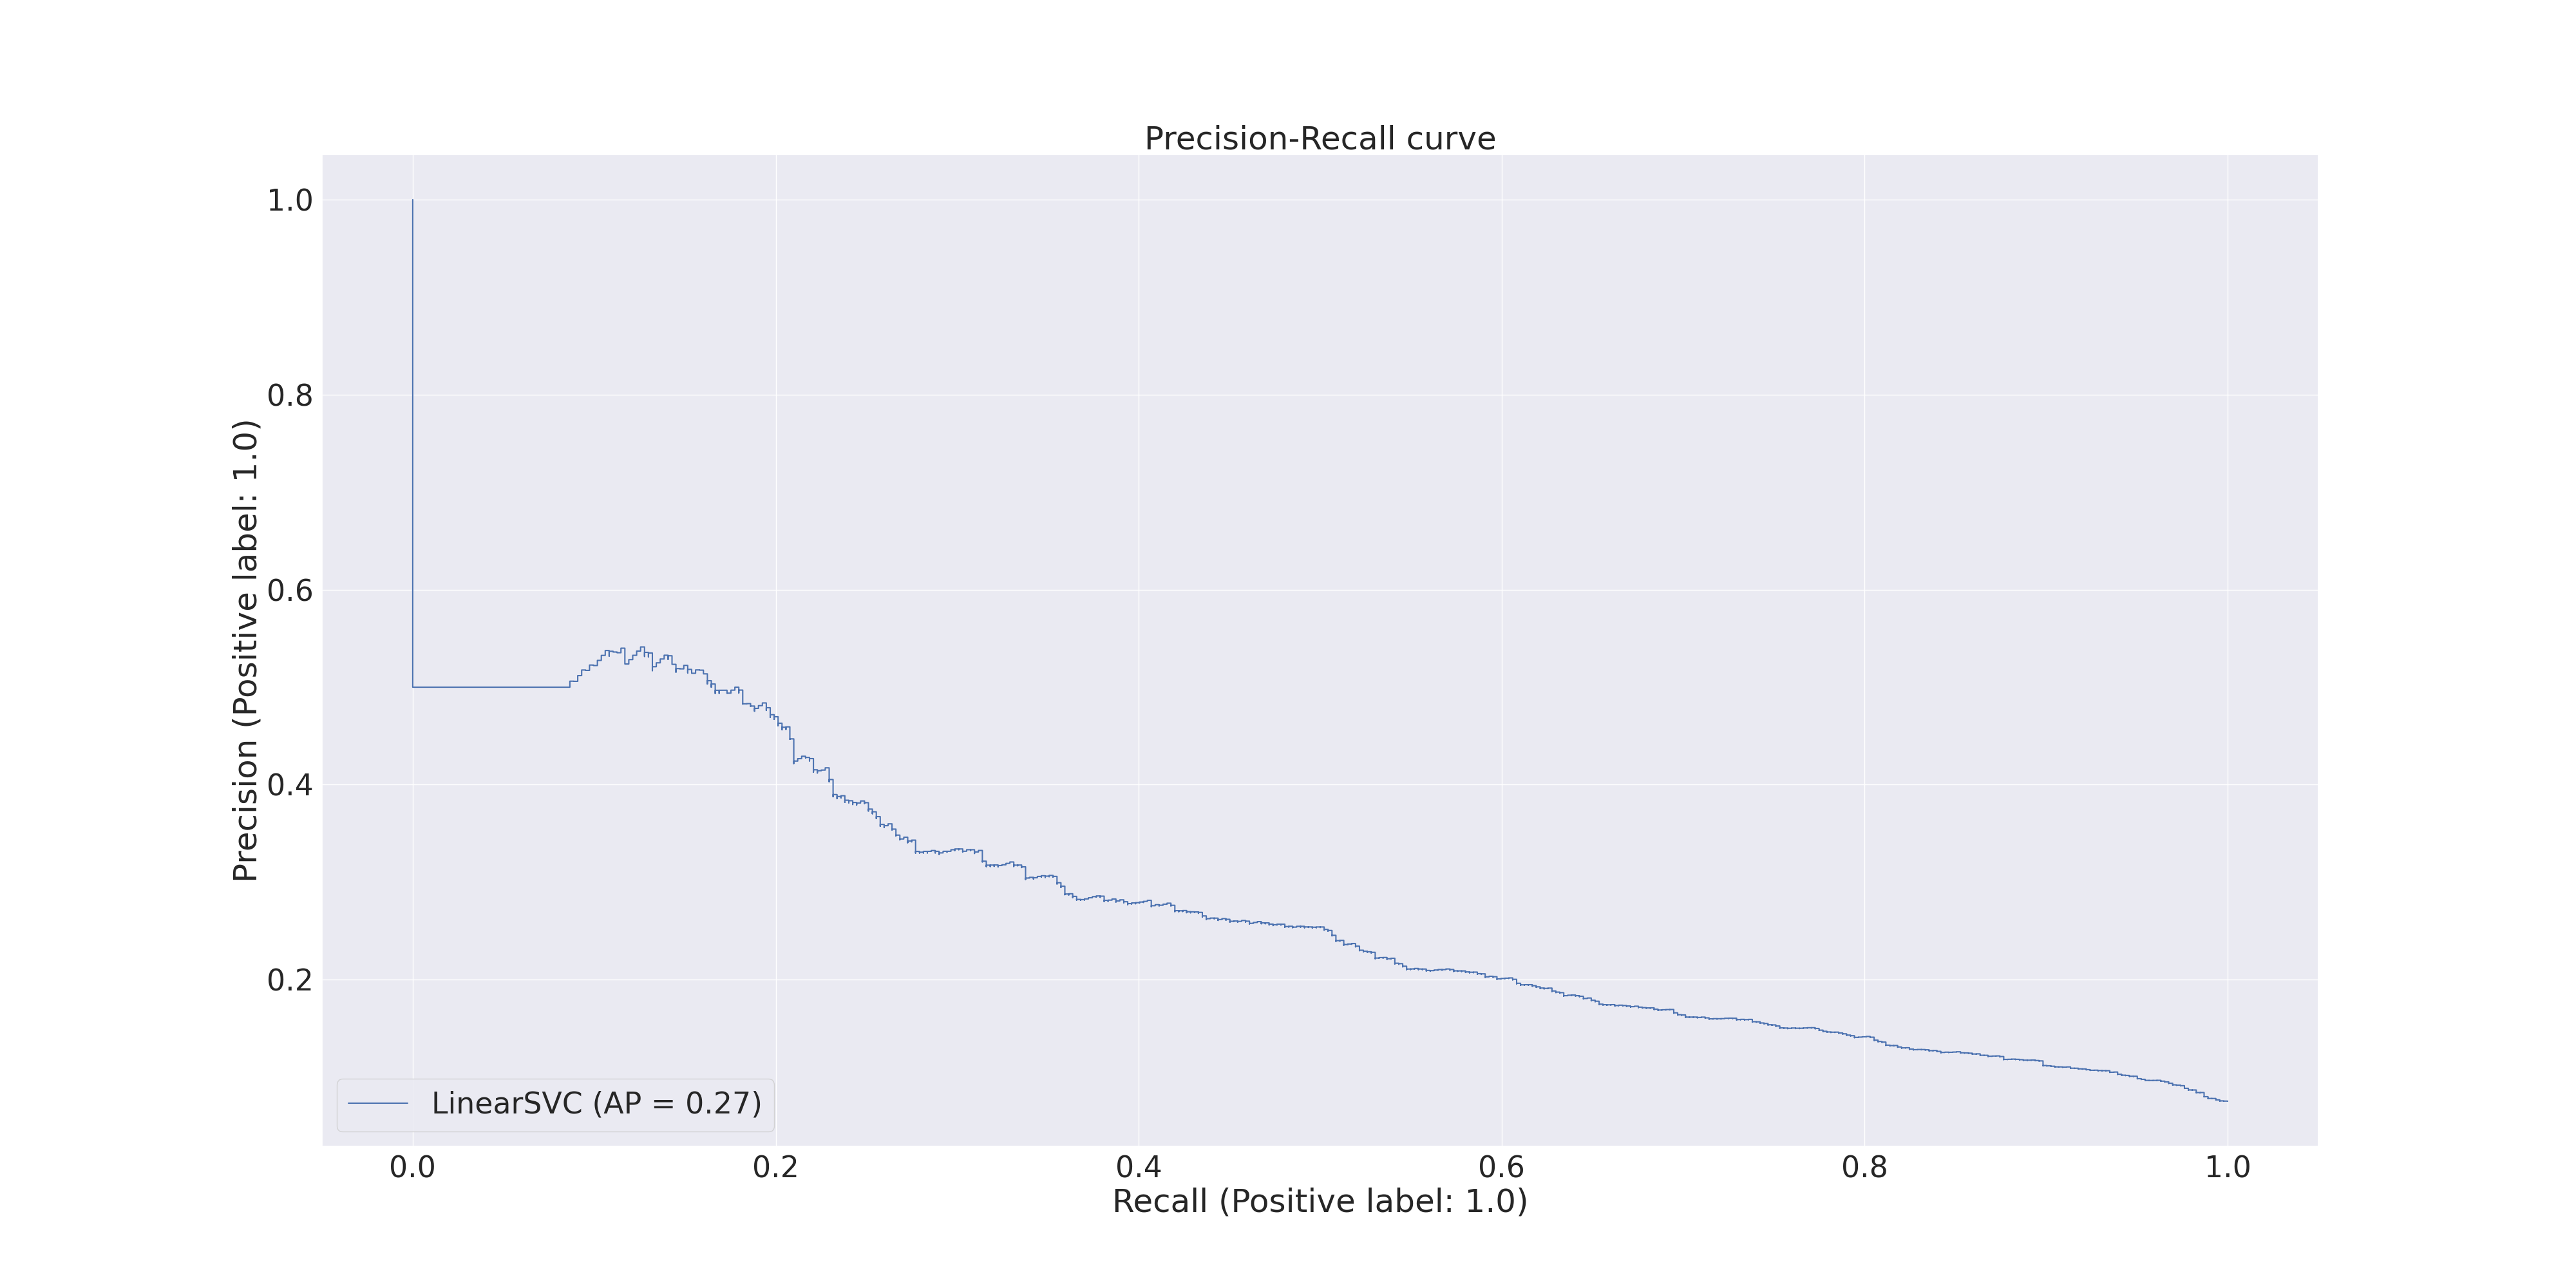 Precision-Recall curve
Precision (Positive label: 1.0)
1.0
0.8
0.6
0.4
0.2
LinearSVC (AP = 0.27)
0.0 0.2 0.4 0.6 0.8 1.0
Recall (Positive label: 1.0)